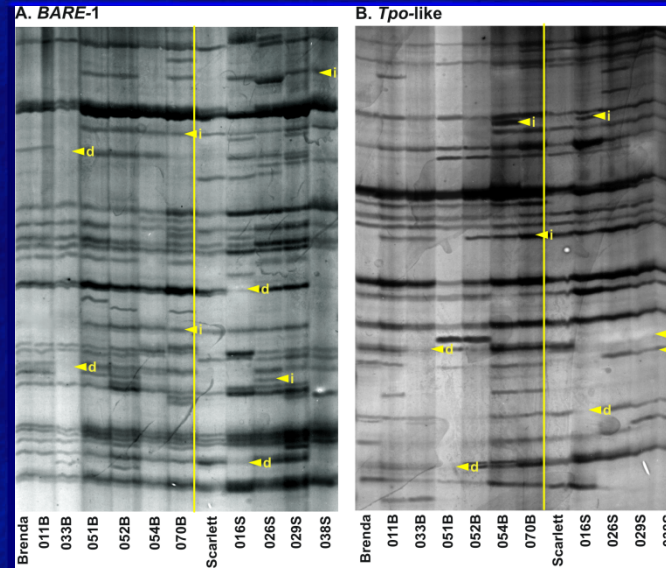 A. BARE-1
i
i
d
d
i
d
i
d
Brenda
011B
033B
051B
052B
054B
070B
Scarlett
016S
026S
029S
038S
B. Tpo-like
i
i
i
d
d
d
Brenda
011B
033B
051B
052B
054B
070B
Scarlett
016S
026S
029S